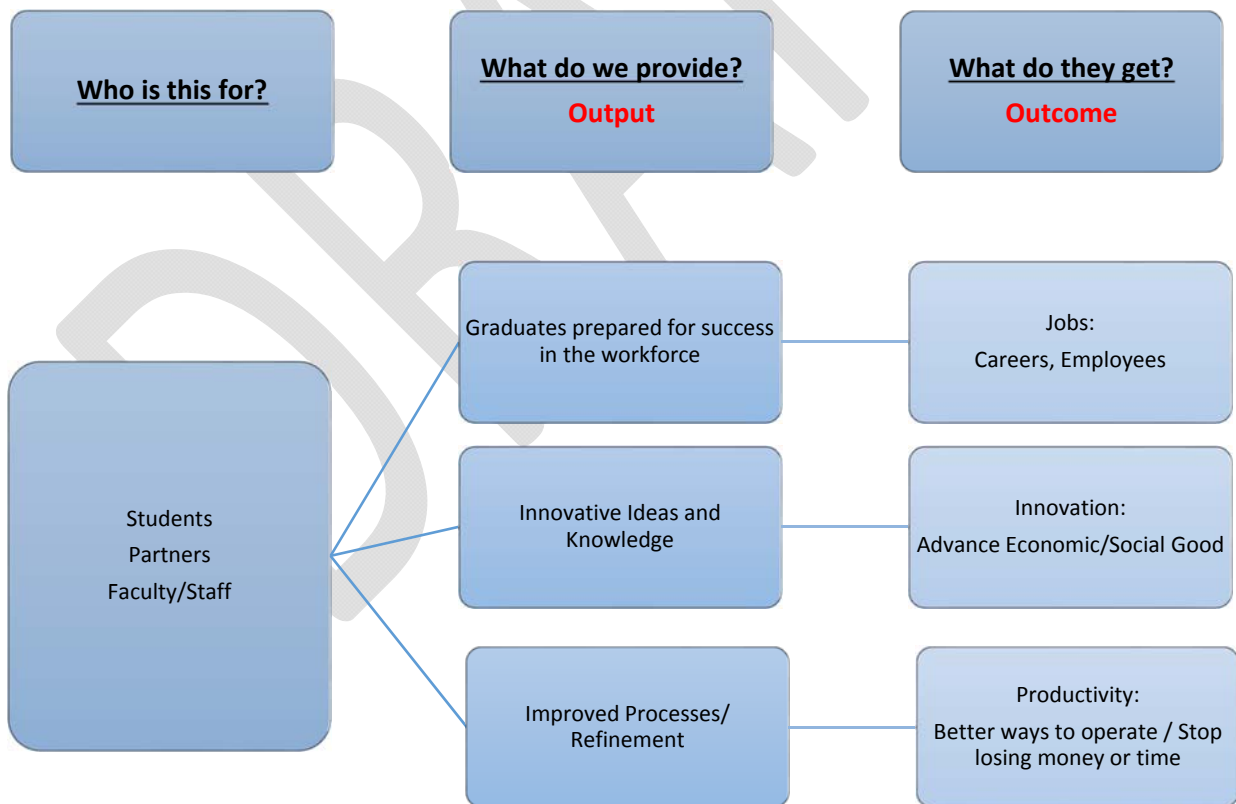 Who is this for?
What do we provide?
Output
What do they get?
Outcome
Students
Partners
Faculty/Staff
Graduates prepared for success
in the workforce
Jobs:
Careers, Employees
Innovative Ideas and
Knowledge
Innovation:
Advance Economic/Social Good
Improved Processes/
Refinement
Productivity:
Better ways to operate / Stop
losing money or time